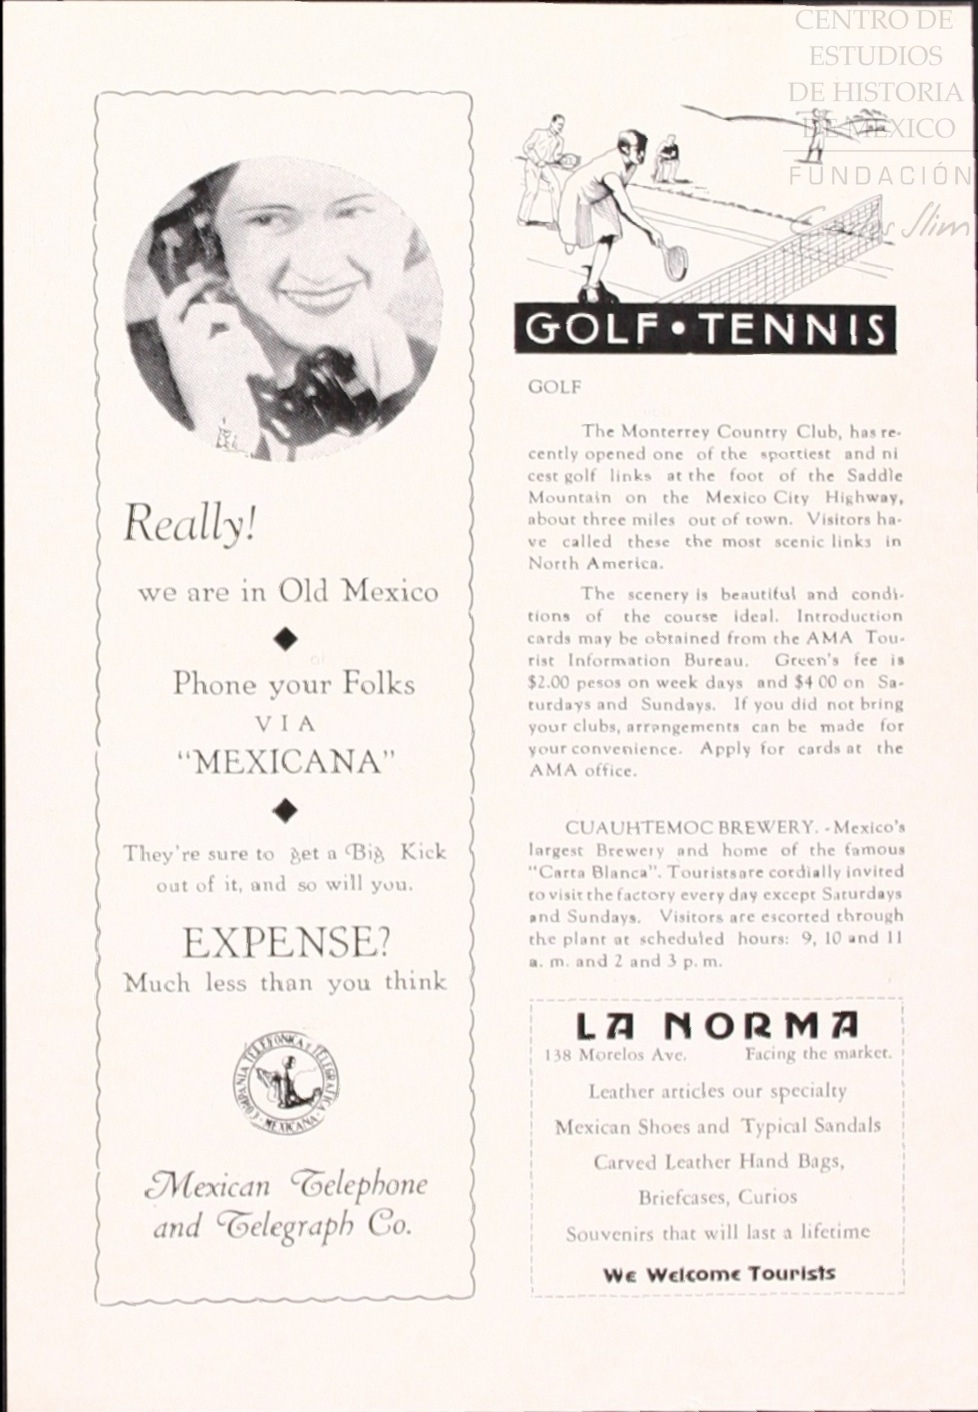 CENTRO DE
ESTUDIOS
DE HISTORIA
DE MEXICO
FUNDACIÓN
Carlos Slim
Really!
we are in Old Mexico
Phone your Folks
VIA
"MEXICANA"
They're sure to get a Big Kick
out of it, and so will you.
EXPENSE?
Much less than you think
COMPAÑIA TELEFONICA Y TELEGRAFICA
MEXICANA
Mexican Telephone
and Telegraph Co.
GOLF • TENNIS
GOLF
The Monterrey Country Club, has re-
cently opened one of the sportiest and ni
cest golf links at the foot of the Saddle
Mountain on the Mexico City Highway,
about three miles out of town. Visitors ha-
ve called these the most scenic links in
North America.
The scenery is beautiful and condi-
tions of the course ideal. Introduction
cards may be obtained from the AMA Tou-
rist Information Bureau. Green's fee is
$2.00 pesos on week days and $4 00 on Sa-
turdays and Sundays. If you did not bring
your clubs, arrangements can be made for
your convenience. Apply for cards at the
AMA office.
CUAUHTEMOC BREWERY. - Mexico's
largest Brewery and home of the famous
"Carta Blanca". Touristsare cordially invited
to visit the factory every day except Saturdays
and Sundays. Visitors are escorted through
the plant at scheduled hours: 9, 10 and 11
a. m. and 2 and 3 p. m.
LA NORMA
138 Morelos Ave. Facing the market.
Leather articles our specialty
Mexican Shoes and Typical Sandals
Carved Leather Hand Bags,
Briefcases, Curios
Souvenirs that will last a lifetime
We Welcome Tourists